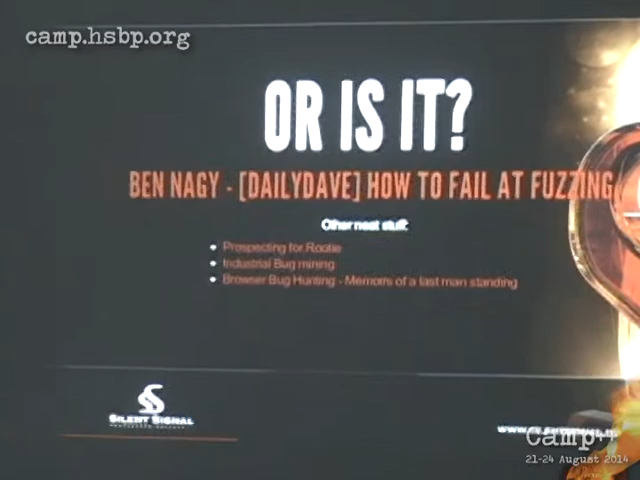 camp.hsbp.org
OR IS IT?
BEN NAGY - [DAILYDAVE] HOW TO FAIL AT FUZZING
Other neat stuff:
• Prospecting for Rootite
• Industrial Bug mining
• Browser Bug Hunting - Memoirs of a last man standing
SILENT SIGNAL
Camp++
21-24 August 2014